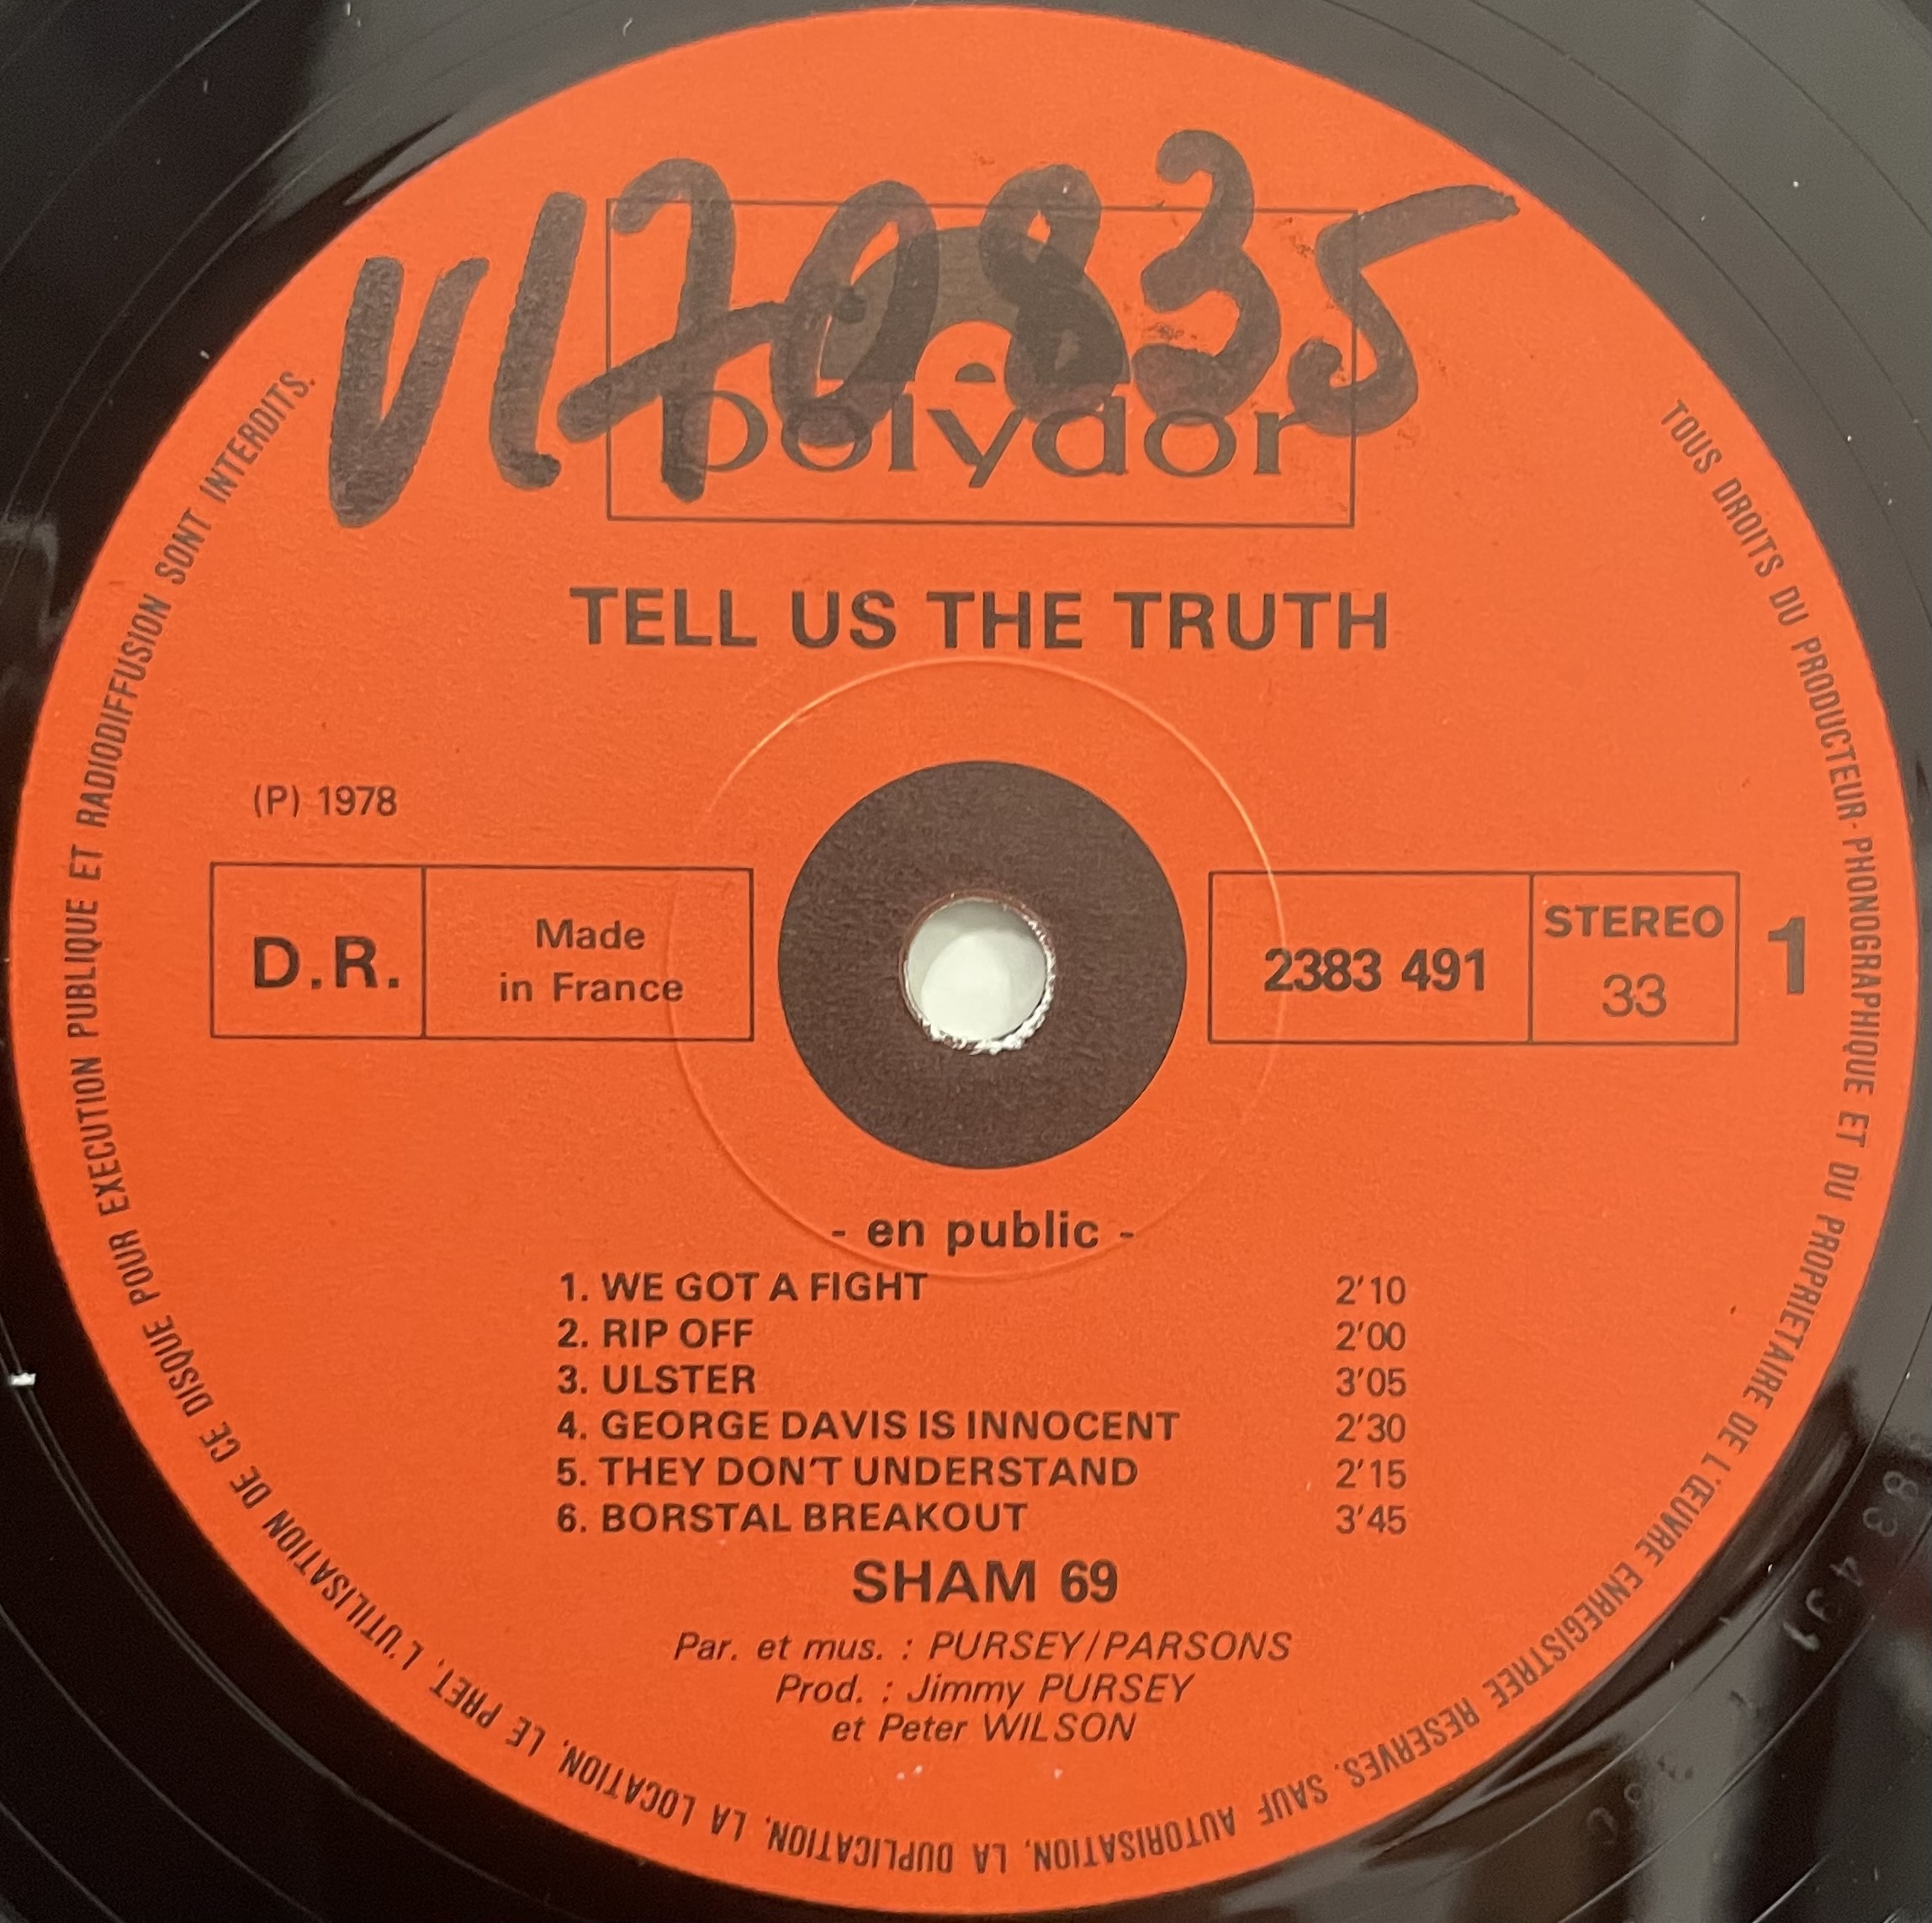 V170835
polydor
TELL US THE TRUTH
(P) 1978
D.R.
Made
in France
2383 491
STEREO
33
1
- en public -
1. WE GOT A FIGHT 2'10
2. RIP OFF 2'00
3. ULSTER 3'05
4. GEORGE DAVIS IS INNOCENT 2'30
5. THEY DON'T UNDERSTAND 2'15
6. BORSTAL BREAKOUT 3'45
SHAM 69
Par. et mus. : PURSEY/PARSONS
Prod. : Jimmy PURSEY
et Peter WILSON
TOUS DROITS DU PRODUCTEUR-PHONOGRAPHIQUE ET DU PROPRIETAIRE DE L'ŒUVRE ENREGISTREE RESERVES. SAUF AUTORISATION, LA DUPLICATION, LA LOCATION, LE PRET, L'UTILISATION DE CE DISQUE POUR EXECUTION PUBLIQUE ET RADIODIFFUSION SONT INTERDITS.